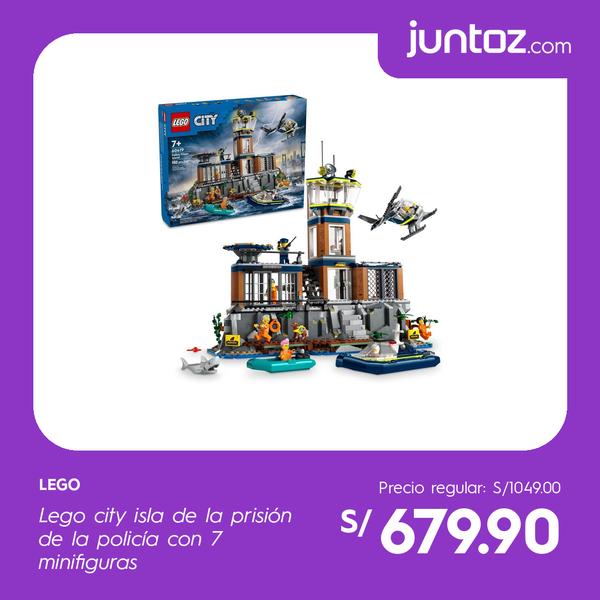 juntoz.com
LEGO CITY
7+
60419
LEGO
Lego city isla de la prisión
de la policía con 7
minifiguras
Precio regular: S/1049.00
S/ 679.90